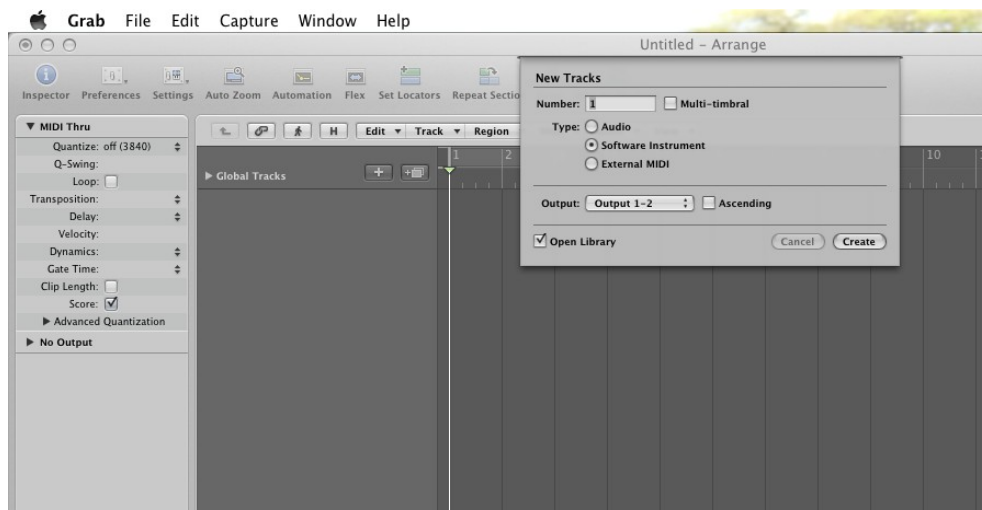 Grab File Edit Capture Window Help
Untitled – Arrange
Inspector Preferences Settings Auto Zoom Automation Flex Set Locators Repeat Sectio
MIDI Thru
Quantize: off (3840)
Q-Swing:
Loop:
Transposition:
Delay:
Velocity:
Dynamics:
Gate Time:
Clip Length:
Score:
Advanced Quantization
No Output
H Edit Track Region
Global Tracks
1 2 10
New Tracks
Number: 1 Multi-timbral
Type: Audio
Software Instrument
External MIDI
Output: Output 1-2 Ascending
Open Library Cancel Create